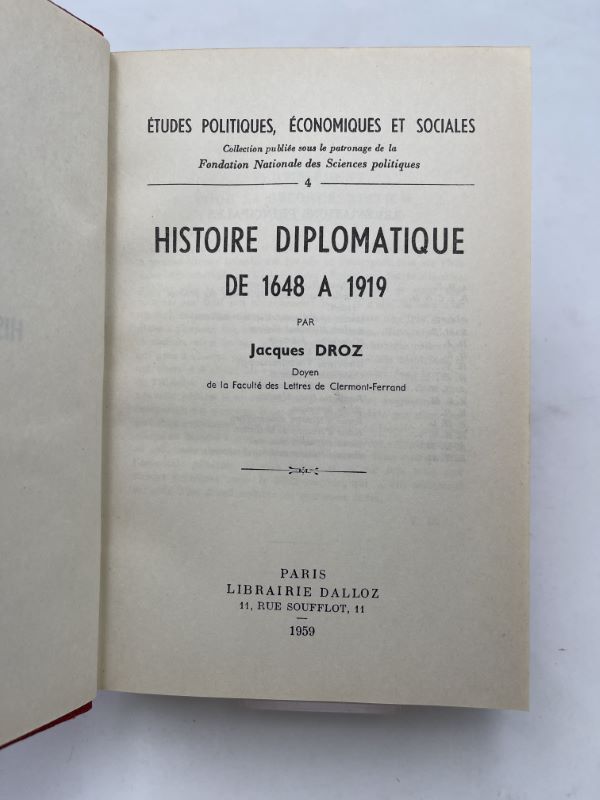 ÉTUDES POLITIQUES, ÉCONOMIQUES ET SOCIALES
Collection publiée sous le patronage de la
Fondation Nationale des Sciences politiques
4
HISTOIRE DIPLOMATIQUE
DE 1648 A 1919
PAR
Jacques DROZ
Doyen
de la Faculté des Lettres de Clermont-Ferrand
PARIS
LIBRAIRIE DALLOZ
11, RUE SOUFFLOT, 11
1959